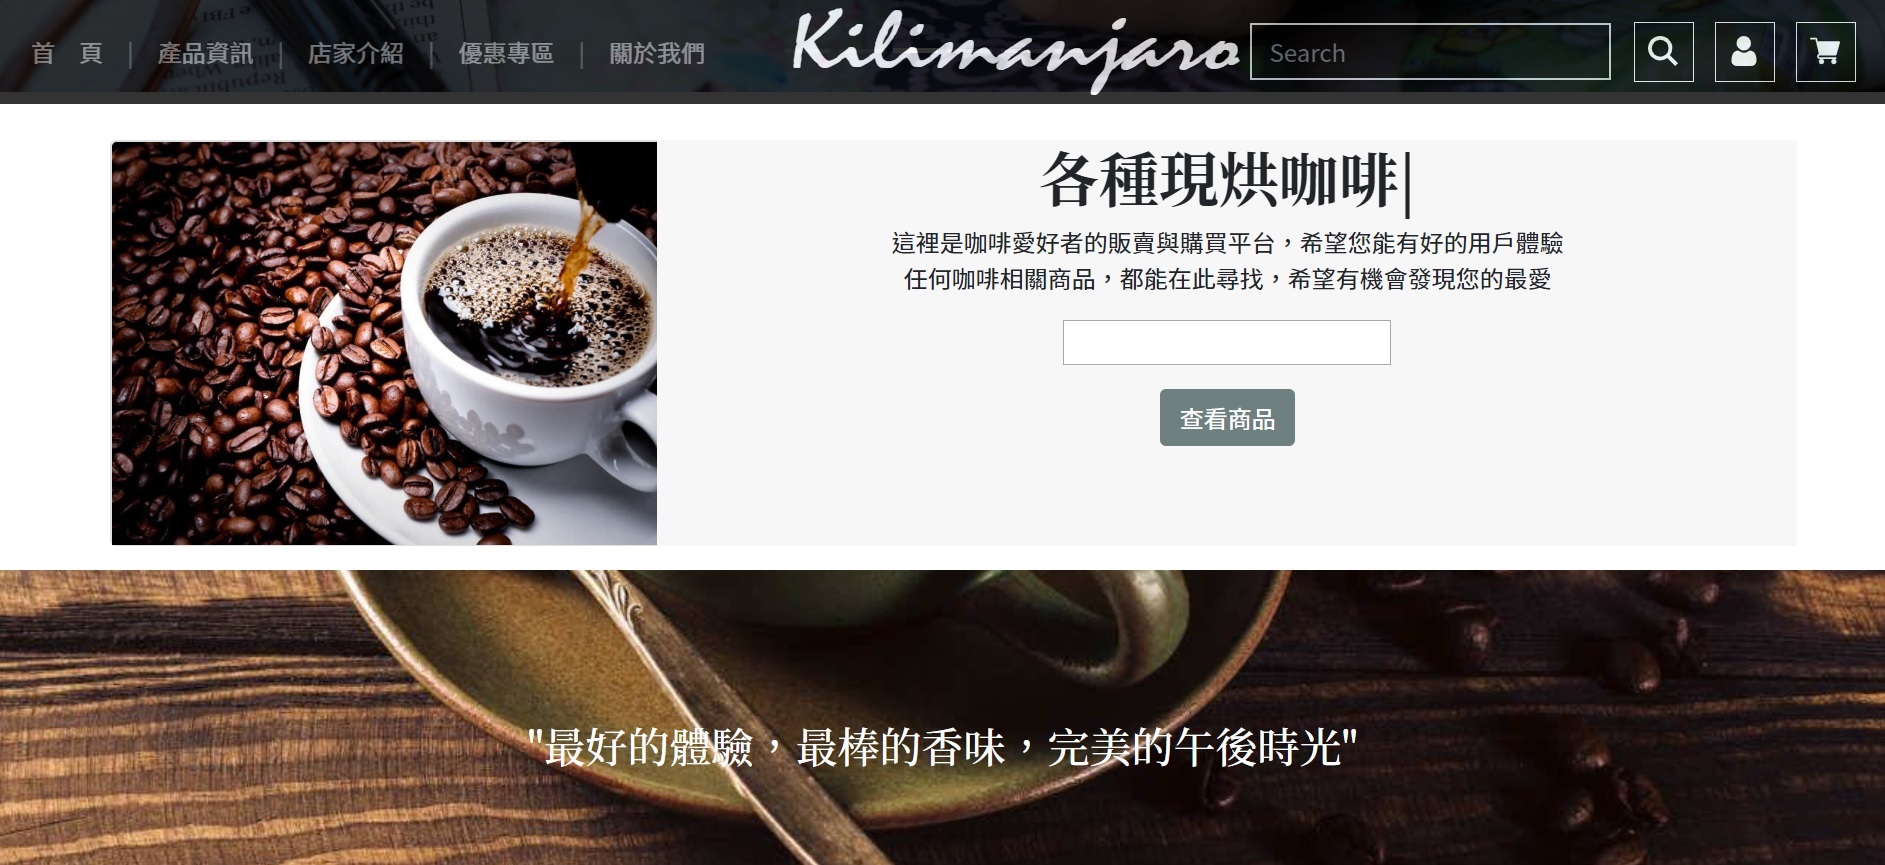 首 頁 | 產品資訊 | 店家介紹 | 優惠專區 | 關於我們
Kilimanjaro
Search
各種現烘咖啡|
這裡是咖啡愛好者的販賣與購買平台，希望您能有好的用戶體驗
任何咖啡相關商品，都能在此尋找，希望有機會發現您的最愛
查看商品
"最好的體驗，最棒的香味，完美的午後時光"